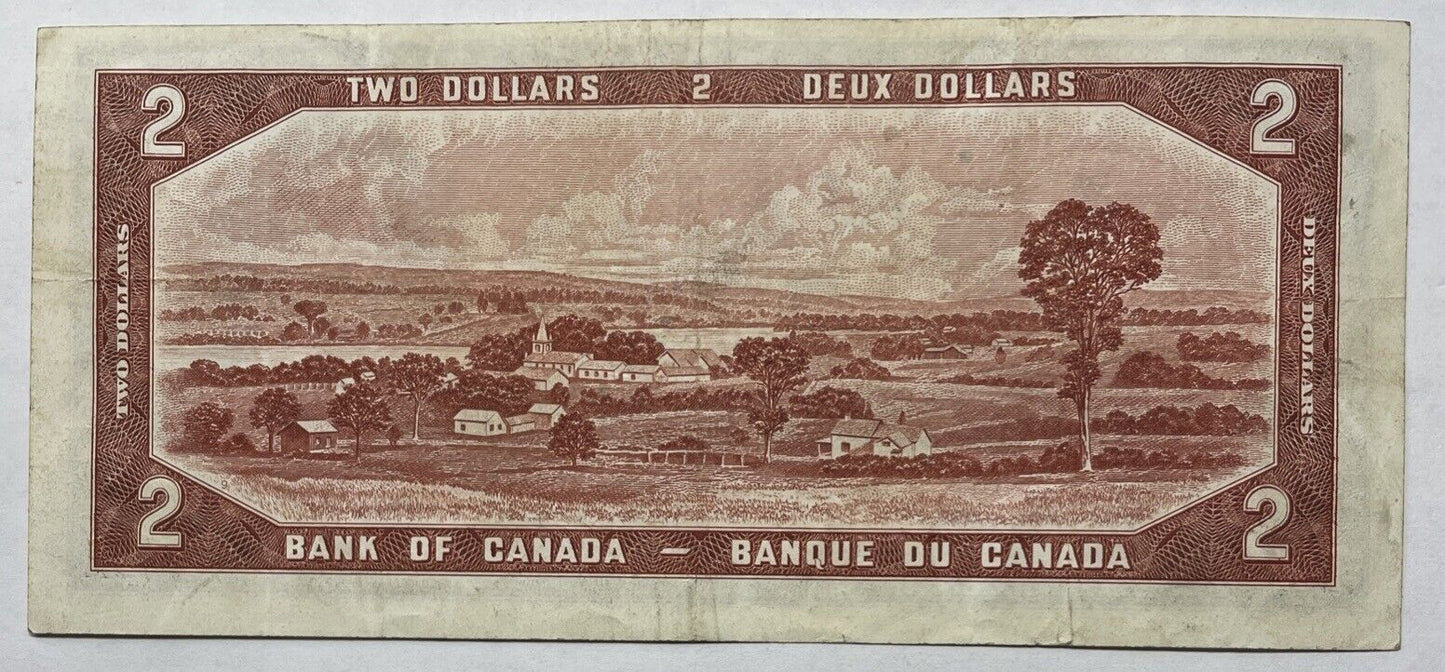 2 TWO DOLLARS 2 DEUX DOLLARS 2
TWO DOLLARS
DEUX DOLLARS
2 BANK OF CANADA – BANQUE DU CANADA 2